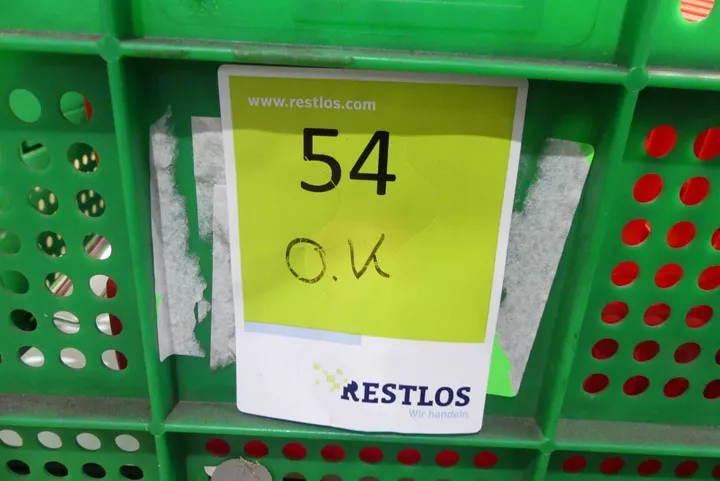 www.restlos.com
54
O.K
RESTLOS
Wir handeln.